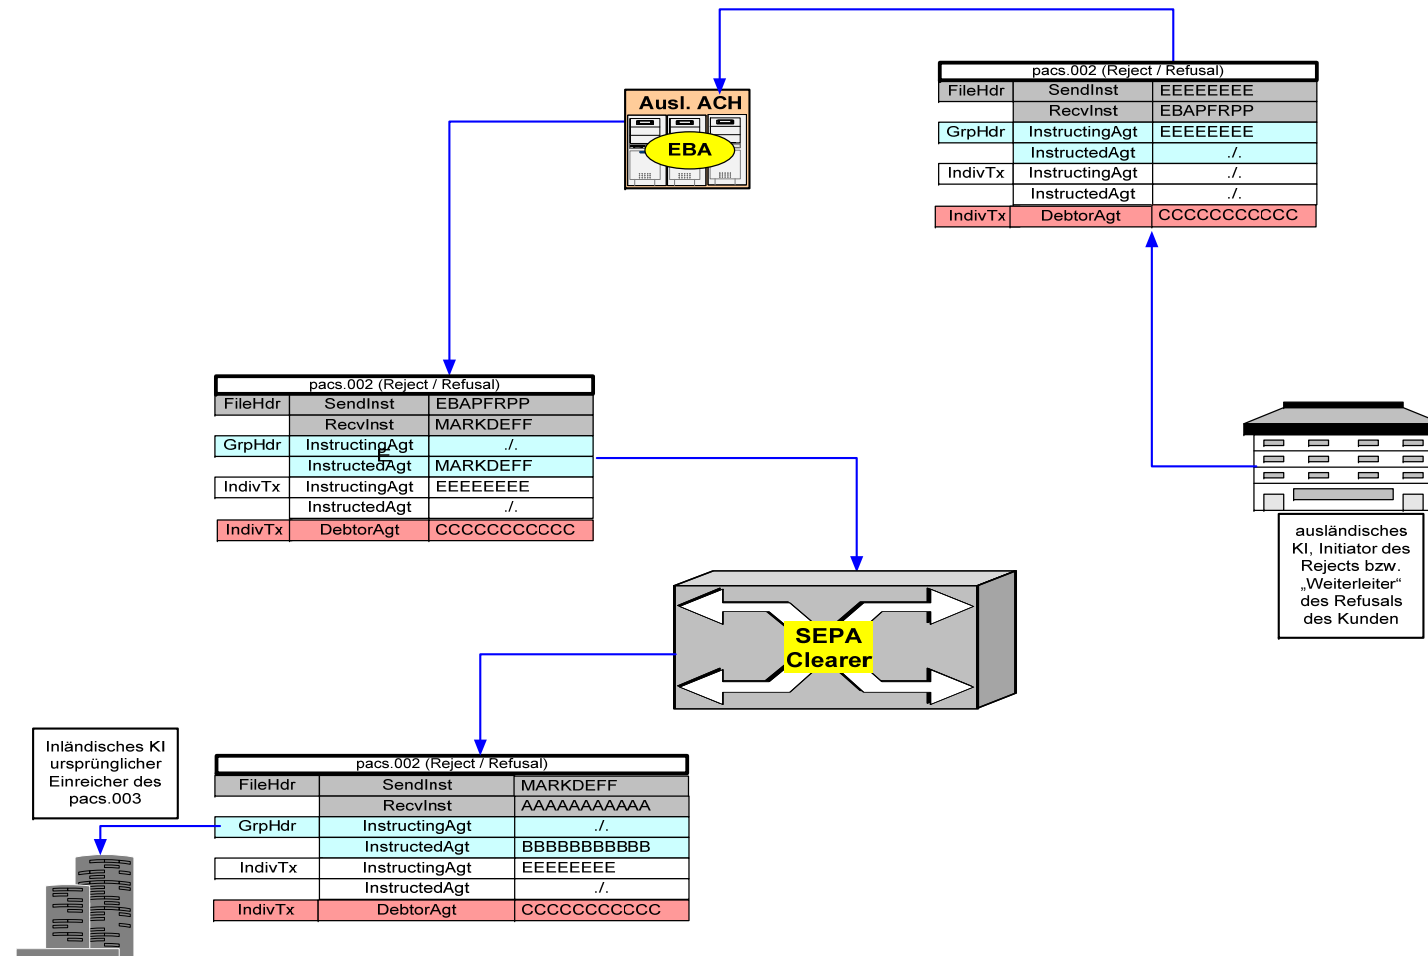 pacs.002 (Reject / Refusal)
FileHdr SendInst EEEEEEEE
RecvInst EBAPFRPP
GrpHdr InstructingAgt EEEEEEEE
InstructedAgt ./.
IndivTx InstructingAgt ./.
InstructedAgt ./.
IndivTx DebtorAgt CCCCCCCCCCC
Ausl. ACH
EBA
pacs.002 (Reject / Refusal)
FileHdr SendInst EBAPFRPP
RecvInst MARKDEFF
GrpHdr InstructingAgt ./.
E
InstructedAgt MARKDEFF
IndivTx InstructingAgt EEEEEEEE
InstructedAgt ./.
IndivTx DebtorAgt CCCCCCCCCCC
ausländisches
KI, Initiator des
Rejects bzw.
„Weiterleiter“
des Refusals
des Kunden
SEPA
Clearer
Inländisches KI
ursprünglicher
Einreicher des
pacs.003
pacs.002 (Reject / Refusal)
FileHdr SendInst MARKDEFF
RecvInst AAAAAAAAAAA
GrpHdr InstructingAgt ./.
InstructedAgt BBBBBBBBBBB
IndivTx InstructingAgt EEEEEEEE
InstructedAgt ./.
IndivTx DebtorAgt CCCCCCCCCCC